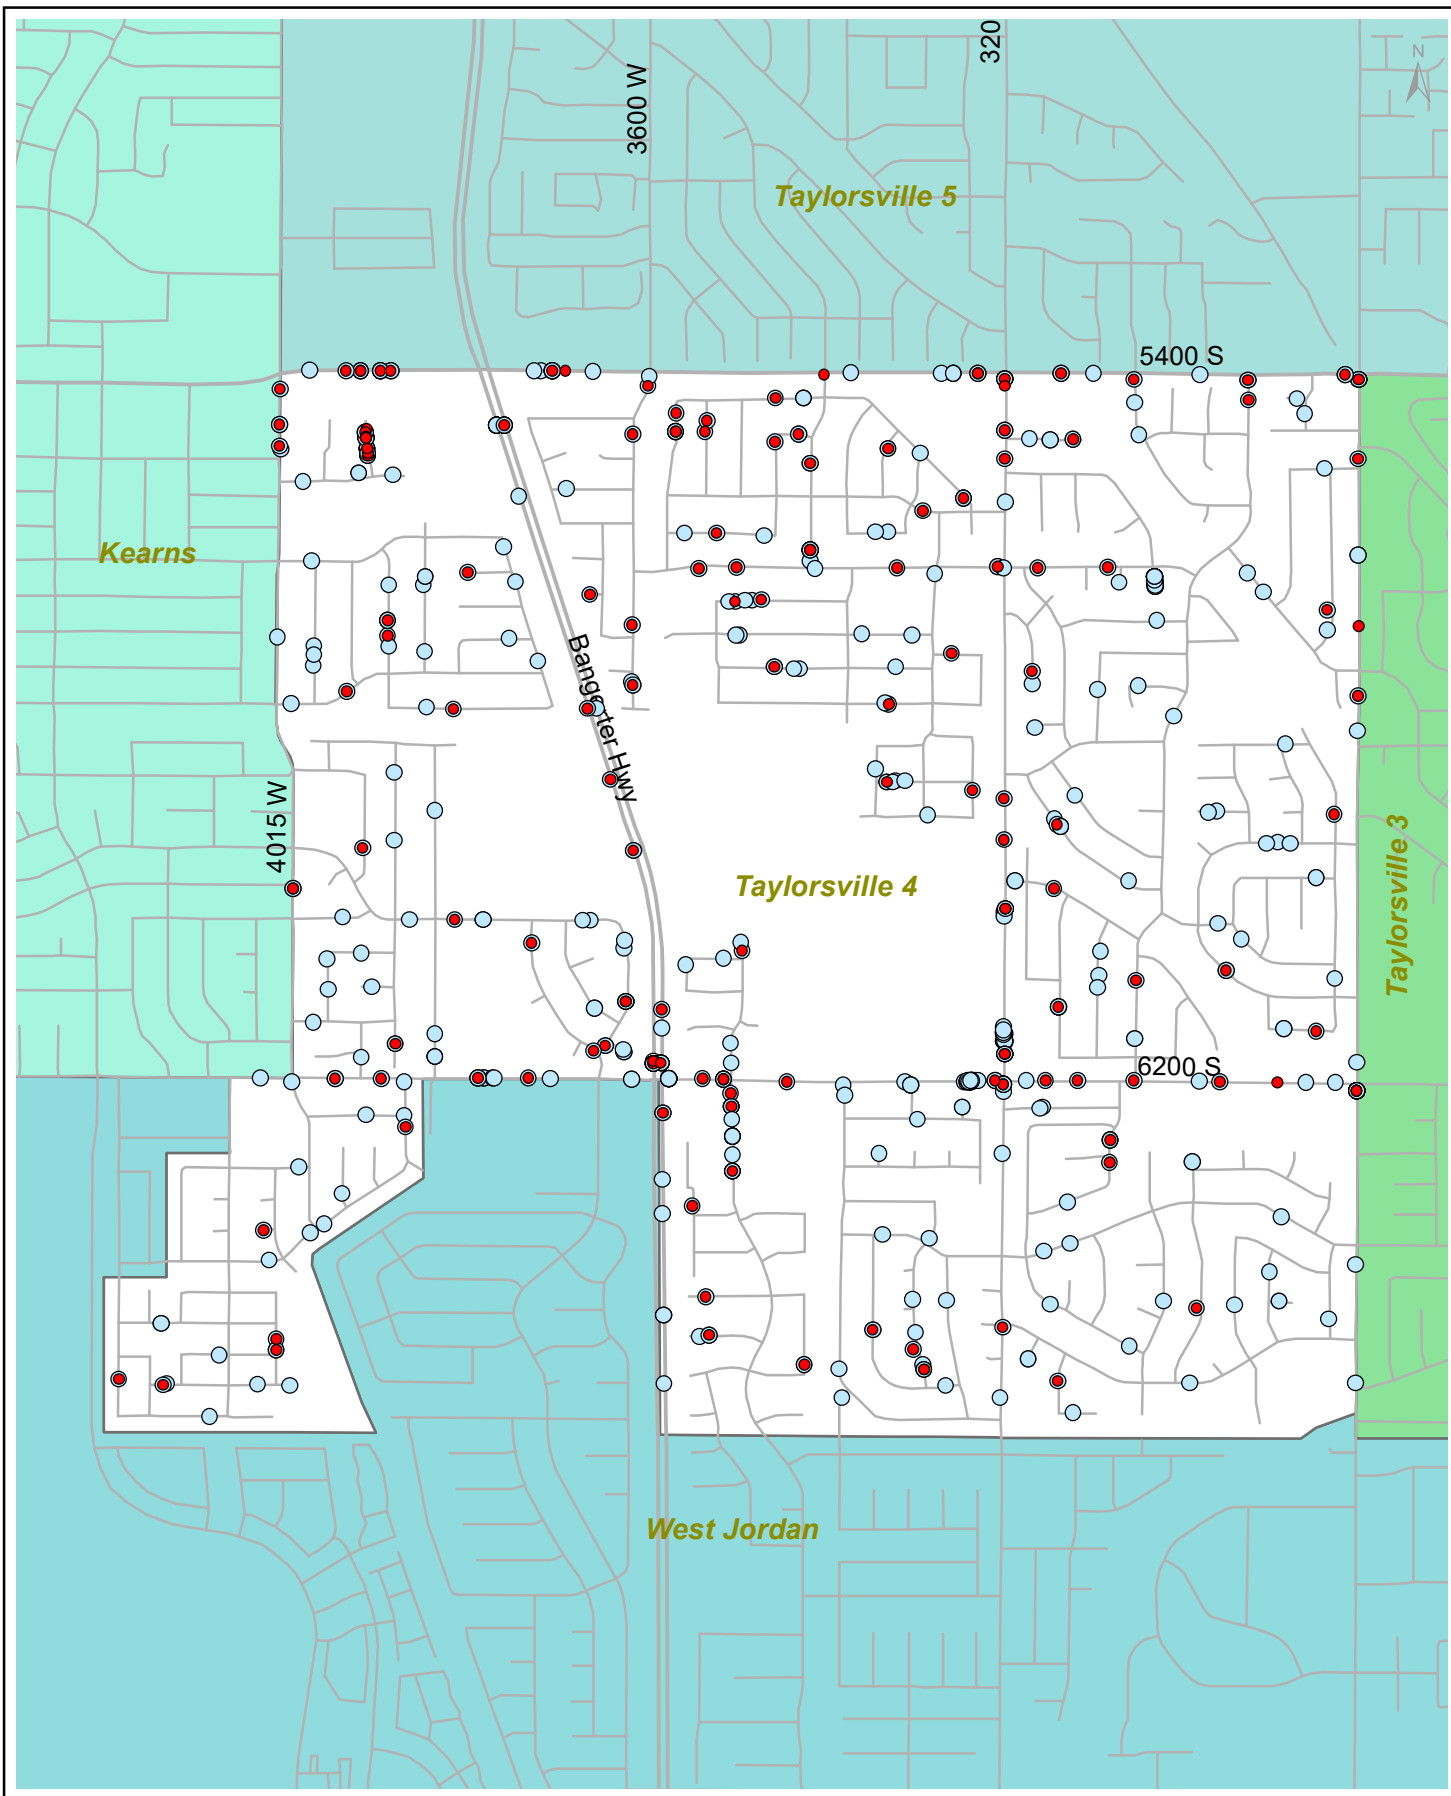 320
N
3600 W
Taylorsville 5
5400 S
Kearns
Bangerter Hwy
4015 W
Taylorsville 4
Taylorsville 3
6200 S
West Jordan